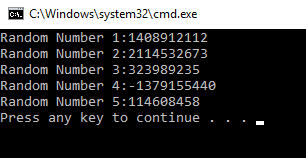 C:\Windows\system32\cmd.exe
Random Number 1:1408912112
Random Number 2:2114532673
Random Number 3:323989235
Random Number 4:-1379155440
Random Number 5:114608458
Press any key to continue . . .